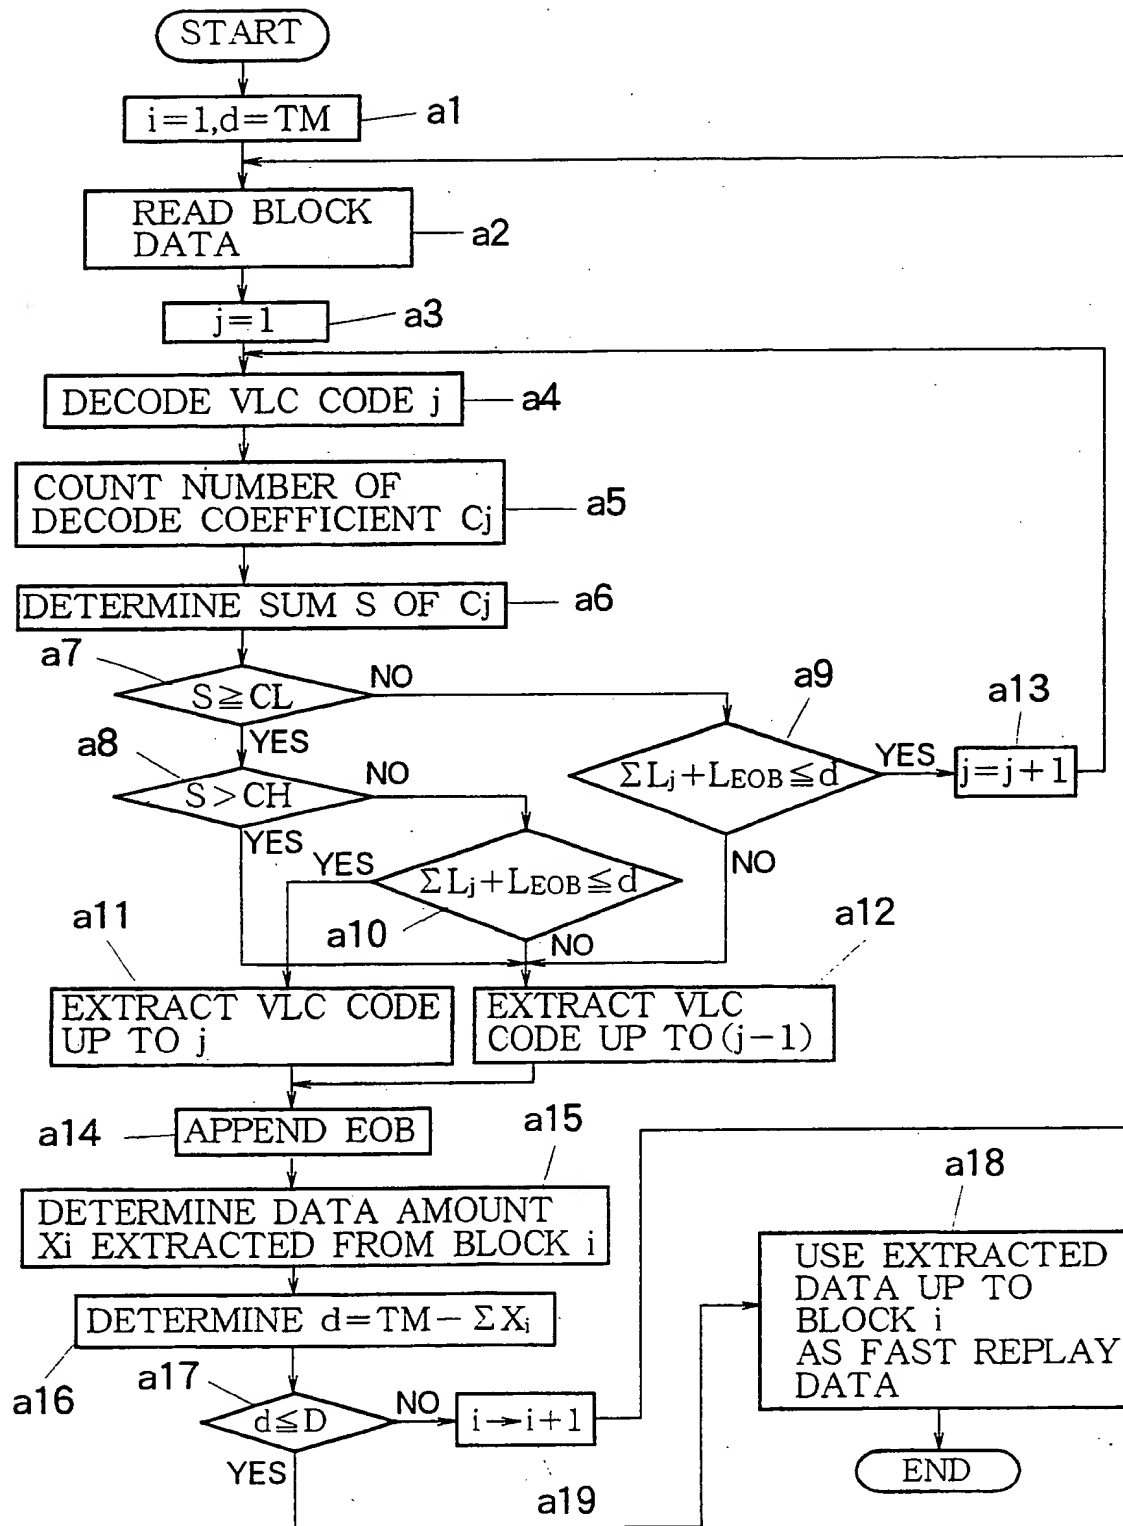 START
i=1,d=TM
a1
READ BLOCK
DATA
a2
j=1
a3
DECODE VLC CODE j
a4
COUNT NUMBER OF
DECODE COEFFICIENT Cj
a5
DETERMINE SUM S OF Cj
a6
a7
S≧CL
NO
YES
a9
ΣLj+LEOB≦d
YES
NO
a13
j=j+1
a8
S>CH
NO
YES
YES
ΣLj+LEOB≦d
a10
NO
a11
EXTRACT VLC CODE
UP TO j
a12
EXTRACT VLC
CODE UP TO(j−1)
a14
APPEND EOB
a15
DETERMINE DATA AMOUNT
Xi EXTRACTED FROM BLOCK i
DETERMINE d=TM−ΣXi
a16
a17
d≦D
NO
YES
i→i+1
a19
a18
USE EXTRACTED
DATA UP TO
BLOCK i
AS FAST REPLAY
DATA
END